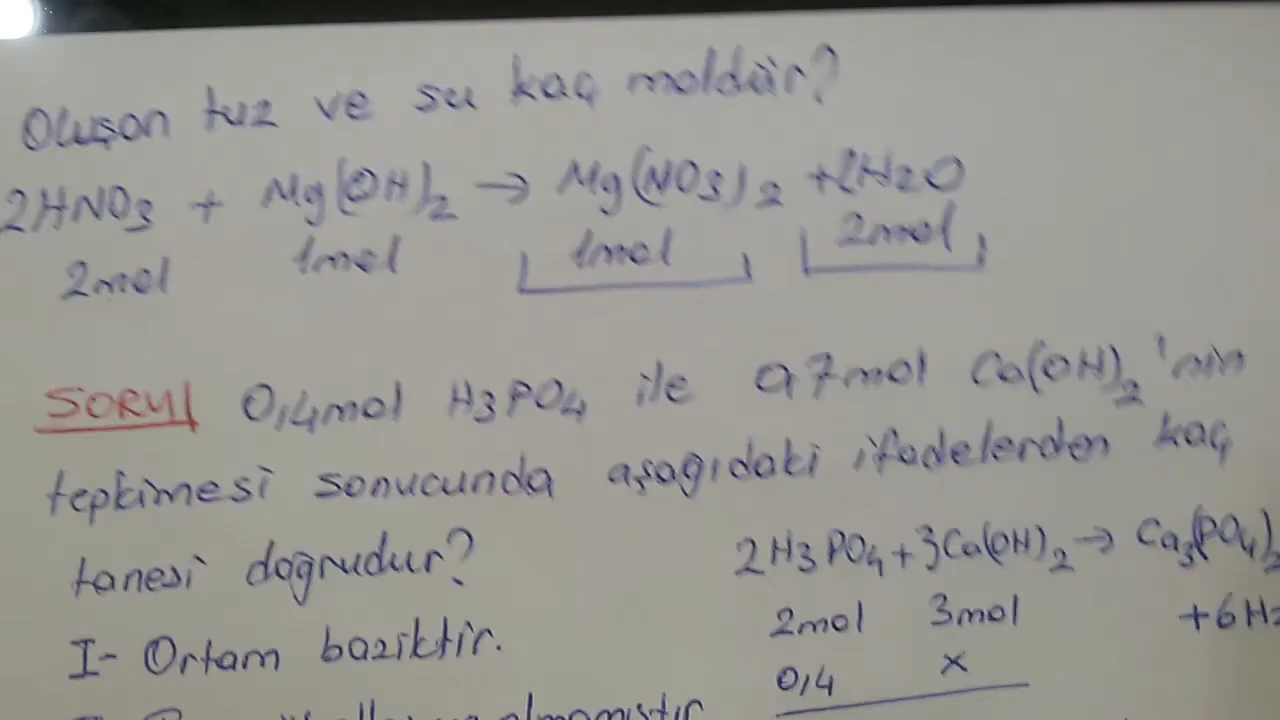 Oluşan tuz ve su kaç moldür?
2HNO3 + Mg(OH)2 → Mg(NO3)2 + 2H2O
2mol 1mol 1mol 2mol
SORU 0,4mol H3PO4 ile 0,7mol Ca(OH)2'nin
tepkimesi sonucunda aşağıdaki ifadelerden kaç
tanesi doğrudur?
2H3PO4 + 3Ca(OH)2 → Ca3(PO4)2
2mol 3mol +6H2
I- Ortam baziktir.
0,4 x